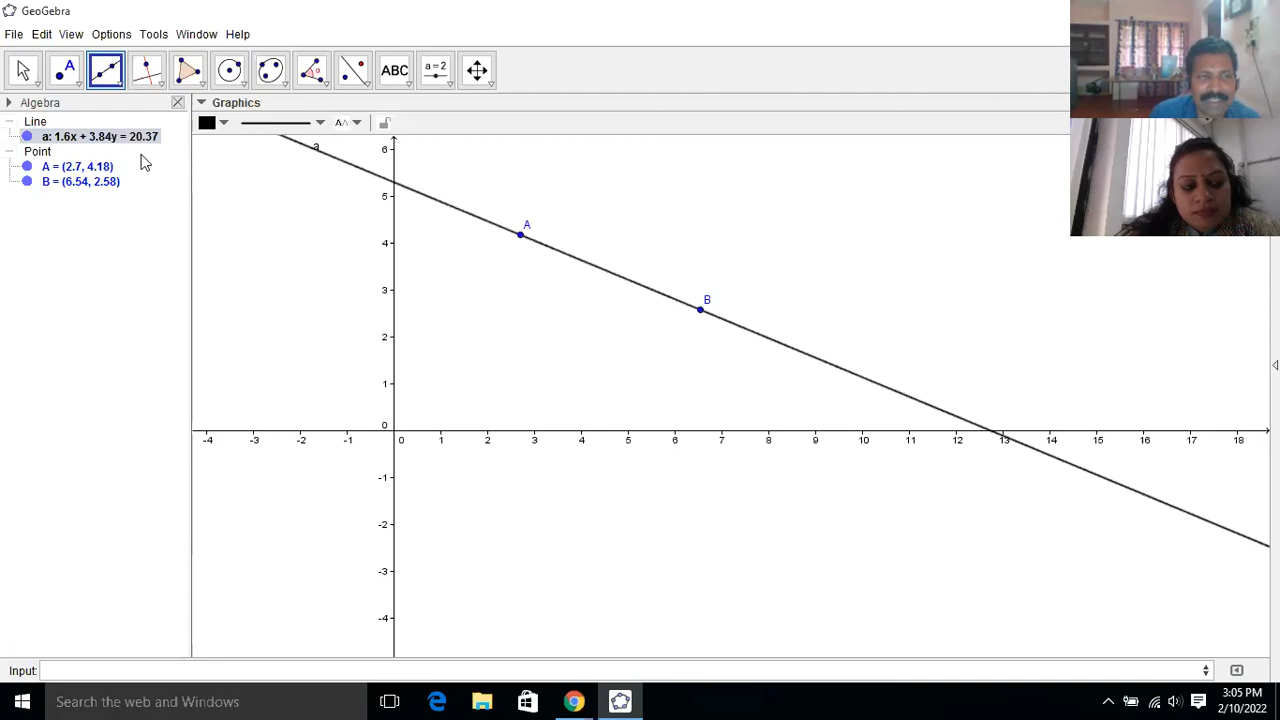 GeoGebra
File Edit View Options Tools Window Help
A α ABC a=2
Algebra
Graphics
Line
a: 1.6x + 3.84y = 20.37
AA
Point
A = (2.7, 4.18)
B = (6.54, 2.58)
a
6
5
A
4
3
B
2
1
0
-4 -3 -2 -1 0 1 2 3 4 5 6 7 8 9 10 11 12 13 14 15 16 17 18
-1
-2
-3
-4
Input:
Search the web and Windows
3:05 PM
2/10/2022